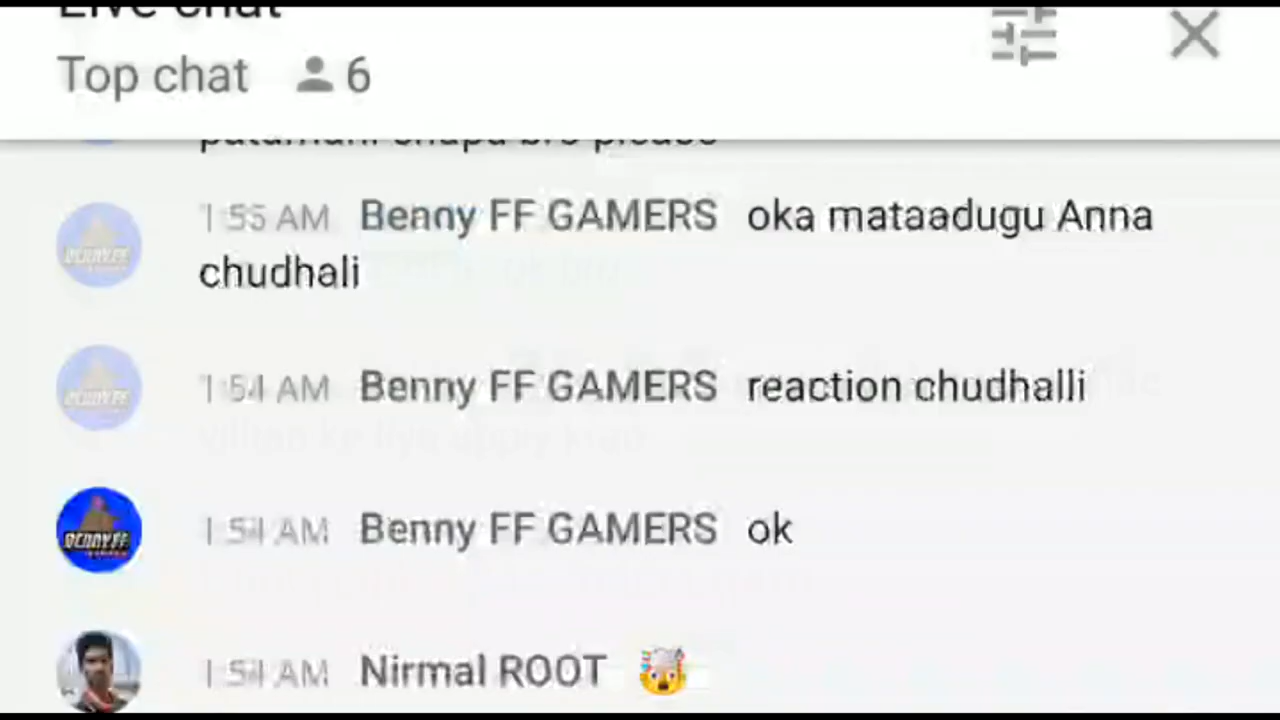 Live chat
Top chat 6
1:55 AM Benny FF GAMERS oka mataadugu Anna
chudhali
1:54 AM Benny FF GAMERS reaction chudhalli
1:54 AM Benny FF GAMERS ok
1:54 AM Nirmal ROOT 🤯